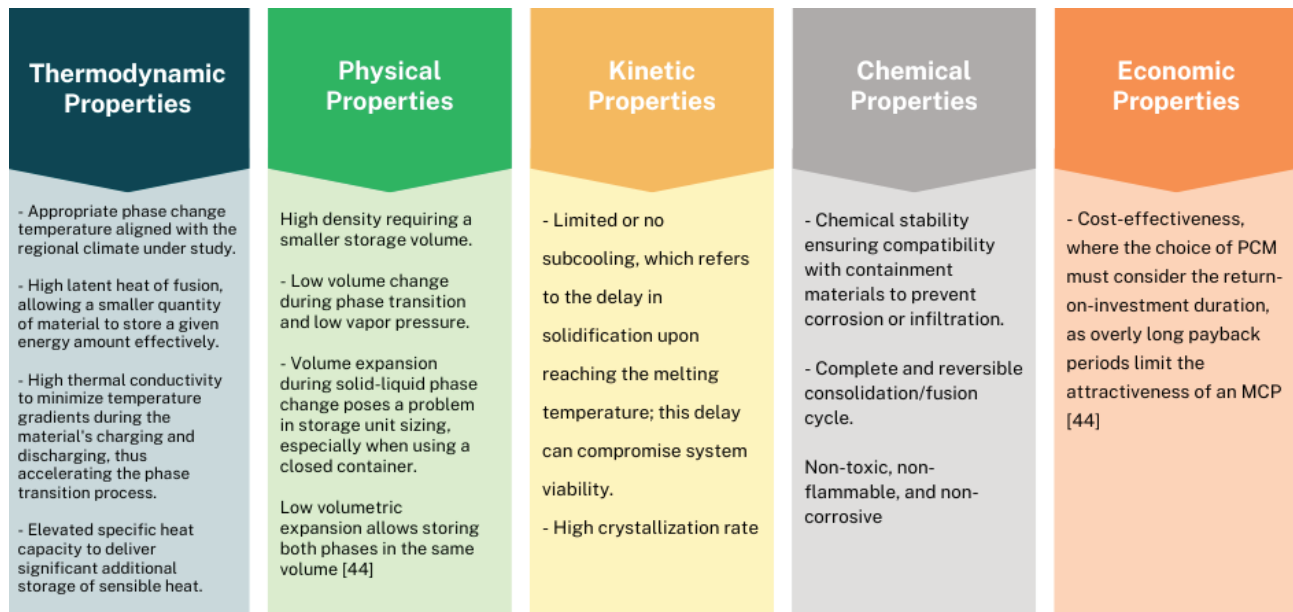 Thermodynamic
Properties
- Appropriate phase change
temperature aligned with the
regional climate under study.
- High latent heat of fusion,
allowing a smaller quantity
of material to store a given
energy amount effectively.
- High thermal conductivity
to minimize temperature
gradients during the
material's charging and
discharging, thus
accelerating the phase
transition process.
- Elevated specific heat
capacity to deliver
significant additional
storage of sensible heat.
Physical
Properties
High density requiring a
smaller storage volume.
- Low volume change
during phase transition
and low vapor pressure.
- Volume expansion
during solid-liquid phase
change poses a problem
in storage unit sizing,
especially when using a
closed container.
Low volumetric
expansion allows storing
both phases in the same
volume [44]
Kinetic
Properties
- Limited or no
subcooling, which refers
to the delay in
solidification upon
reaching the melting
temperature; this delay
can compromise system
viability.
- High crystallization rate
Chemical
Properties
- Chemical stability
ensuring compatibility
with containment
materials to prevent
corrosion or infiltration.
- Complete and reversible
consolidation/fusion
cycle.
Non-toxic, non-
flammable, and non-
corrosive
Economic
Properties
- Cost-effectiveness,
where the choice of PCM
must consider the return-
on-investment duration,
as overly long payback
periods limit the
attractiveness of an MCP
[44]